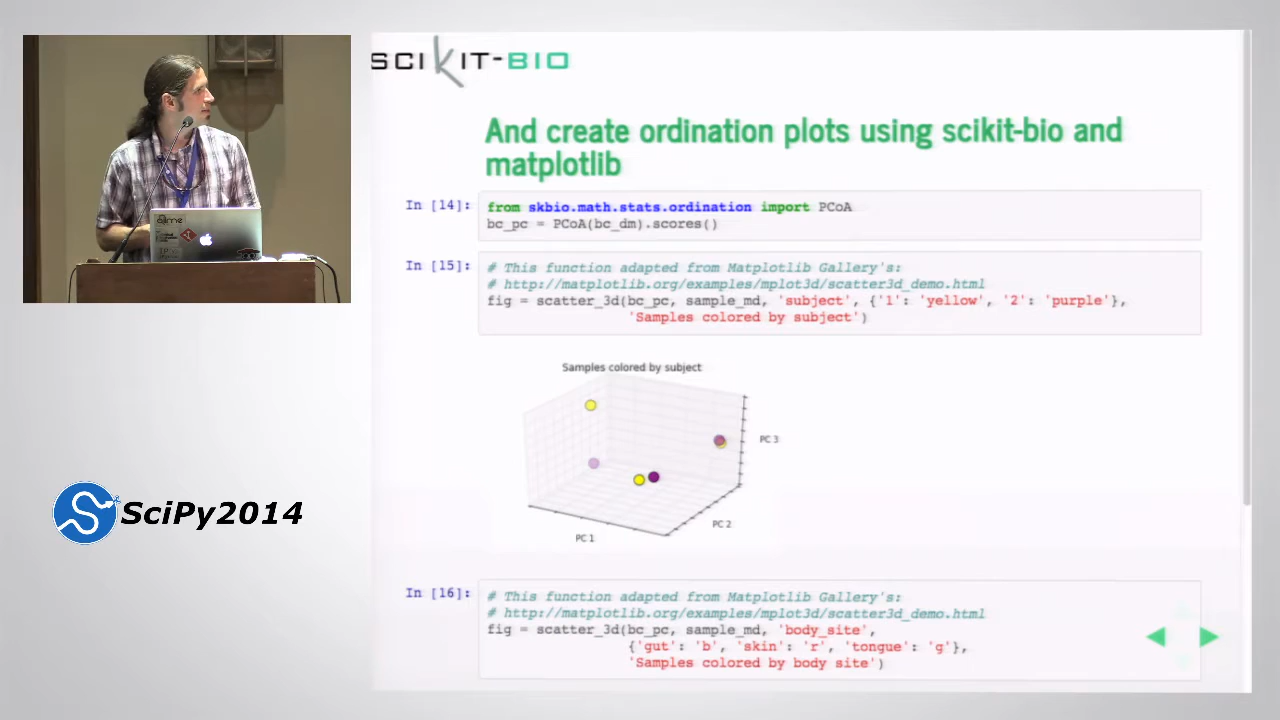 SCIKIT-BIO
And create ordination plots using scikit-bio and
matplotlib
In [14]:
from skbio.math.stats.ordination import PCoA
bc_pc = PCoA(bc_dm).scores()
In [15]:
# This function adapted from Matplotlib Gallery's:
# http://matplotlib.org/examples/mplot3d/scatter3d_demo.html
fig = scatter_3d(bc_pc, sample_md, 'subject', {'1': 'yellow', '2': 'purple'},
'Samples colored by subject')
Samples colored by subject
PC 3
PC 2
PC 1
SciPy2014
In [16]:
# This function adapted from Matplotlib Gallery's:
# http://matplotlib.org/examples/mplot3d/scatter3d_demo.html
fig = scatter_3d(bc_pc, sample_md, 'body_site',
{'gut': 'b', 'skin': 'r', 'tongue': 'g'},
'Samples colored by body site')